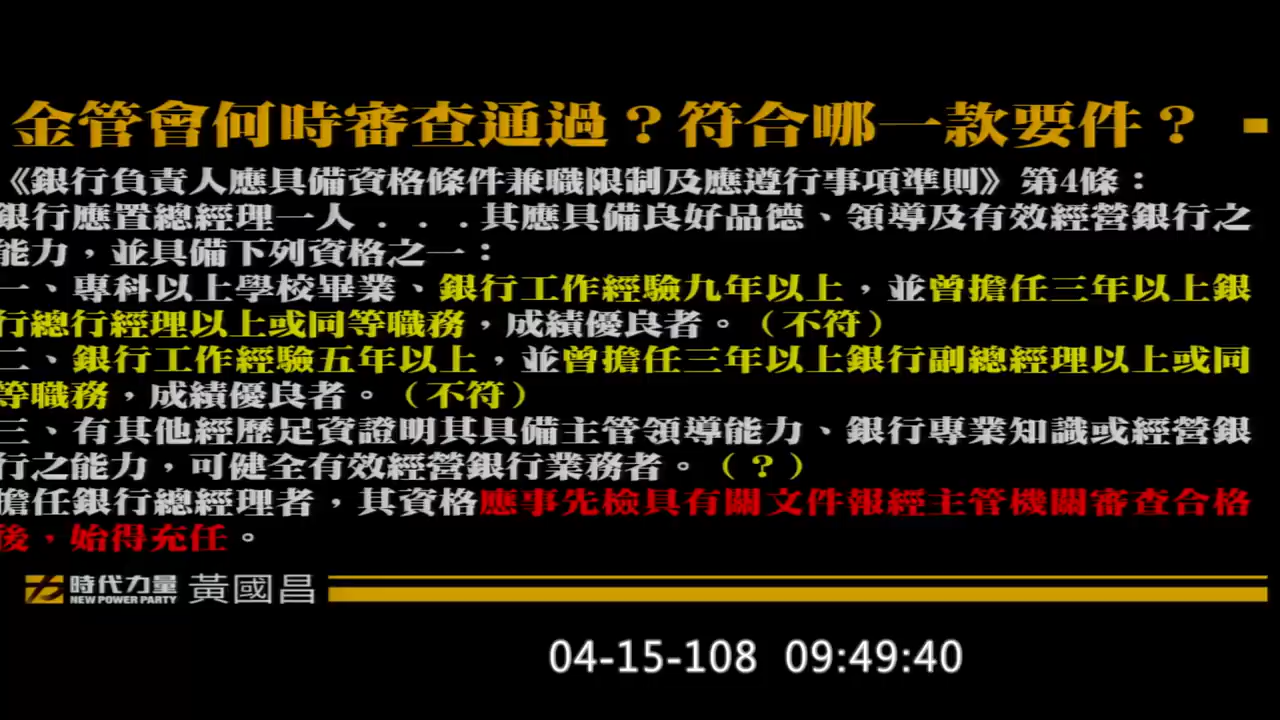 金管會何時審查通過？符合哪一款要件？
《銀行負責人應具備資格條件兼職限制及應遵行事項準則》第4條：
銀行應置總經理一人...其應具備良好品德、領導及有效經營銀行之
能力，並具備下列資格之一：
一、專科以上學校畢業、銀行工作經驗九年以上，並曾擔任三年以上銀
行總行經理以上或同等職務，成績優良者。（不符）
二、銀行工作經驗五年以上，並曾擔任三年以上銀行副總經理以上或同
等職務，成績優良者。（不符）
三、有其他經歷足資證明其具備主管領導能力、銀行專業知識或經營銀
行之能力，可健全有效經營銀行業務者。（？）
擔任銀行總經理者，其資格應事先檢具有關文件報經主管機關審查合格
後，始得充任。
時代力量 黃國昌
NEW POWER PARTY
04-15-108 09:49:40